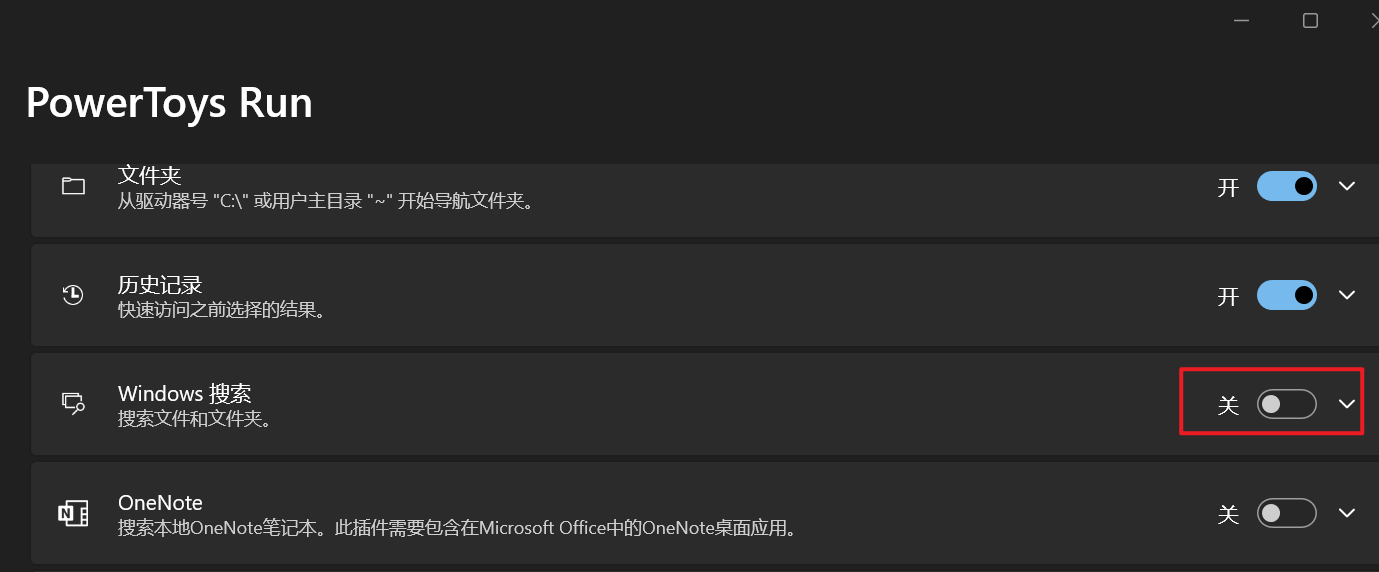 PowerToys Run
文件夹
从驱动器号 "C:\" 或用户主目录 "~" 开始导航文件夹。
开
历史记录
快速访问之前选择的结果。
开
Windows 搜索
搜索文件和文件夹。
关
OneNote
搜索本地OneNote笔记本。此插件需要包含在Microsoft Office中的OneNote桌面应用。
关